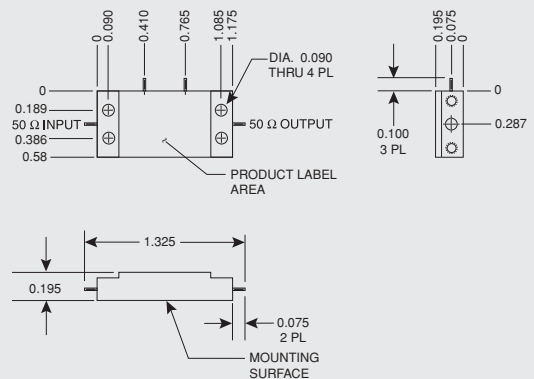 0
0.090
0.410
0.765
1.085
1.175
0.195
0.075
0
DIA. 0.090
THRU 4 PL
0
0.189
50 Ω INPUT
0.386
0.58
50 Ω OUTPUT
0
0.287
0.100
3 PL
PRODUCT LABEL
AREA
1.325
0.195
0.075
2 PL
MOUNTING
SURFACE